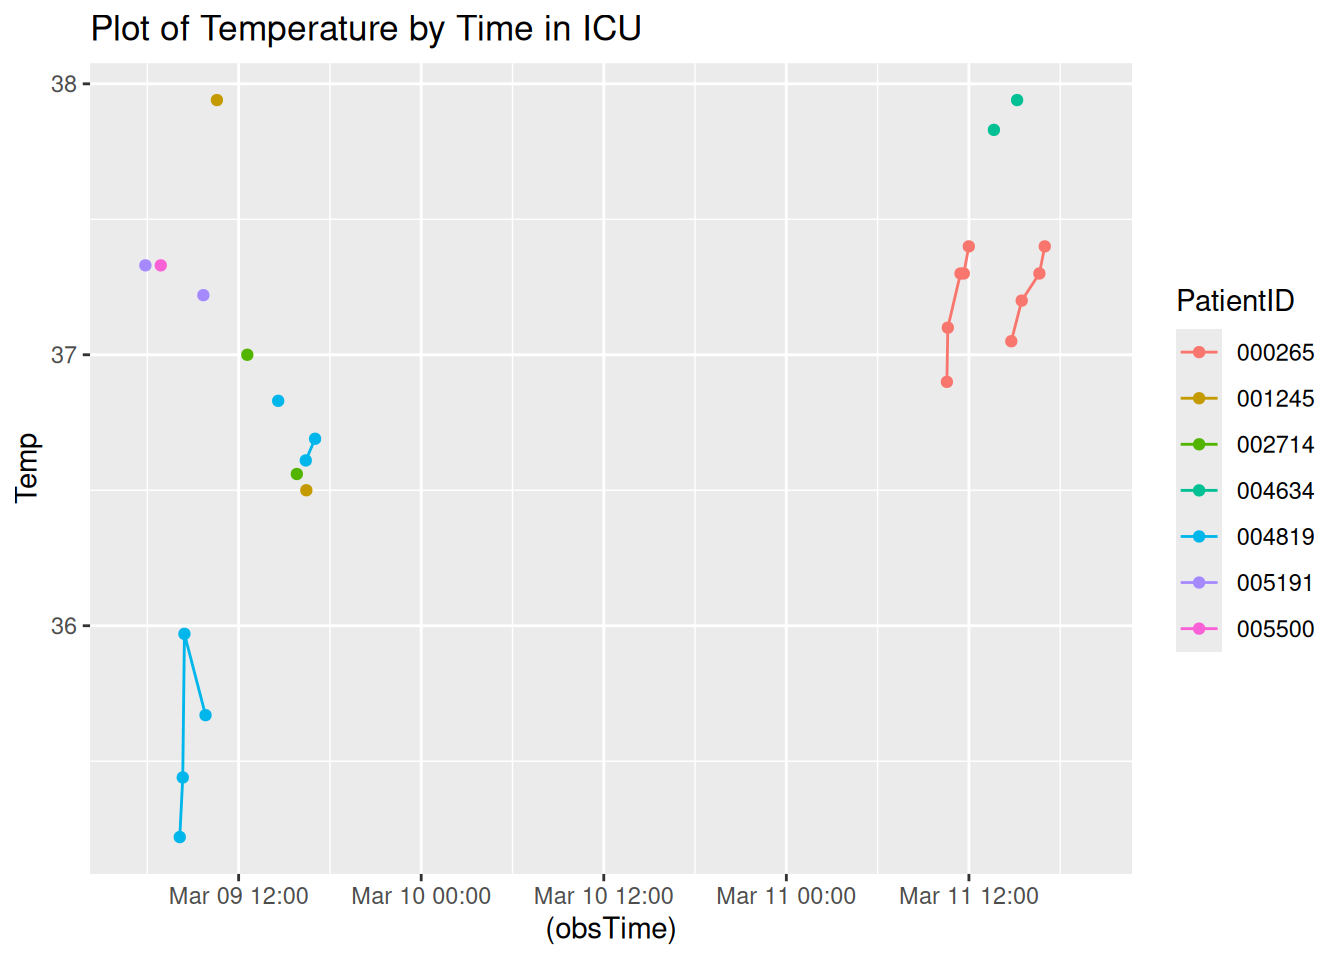 Plot of Temperature by Time in ICU
38
37
36
Temp
Mar 09 12:00 Mar 10 00:00 Mar 10 12:00 Mar 11 00:00 Mar 11 12:00
(obsTime)
PatientID
000265
001245
002714
004634
004819
005191
005500